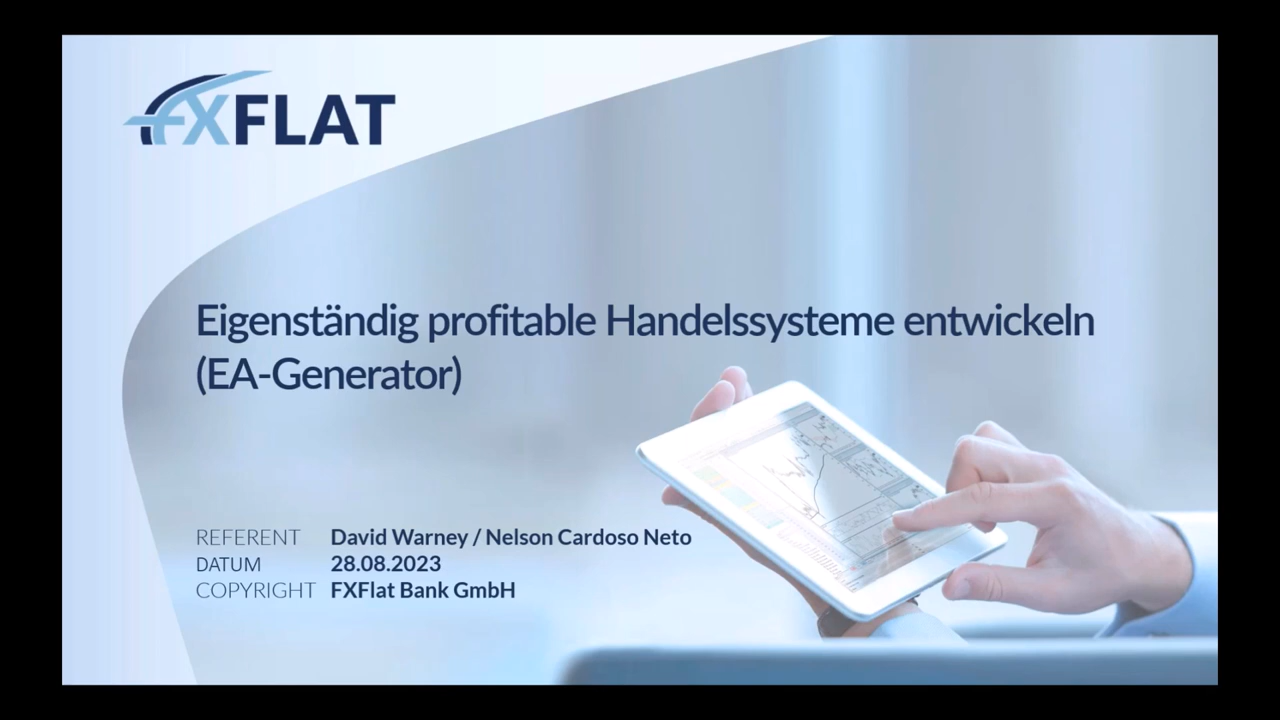 FXFLAT
Eigenständig profitable Handelssysteme entwickeln
(EA-Generator)
REFERENT David Warney / Nelson Cardoso Neto
DATUM 28.08.2023
COPYRIGHT FXFlat Bank GmbH